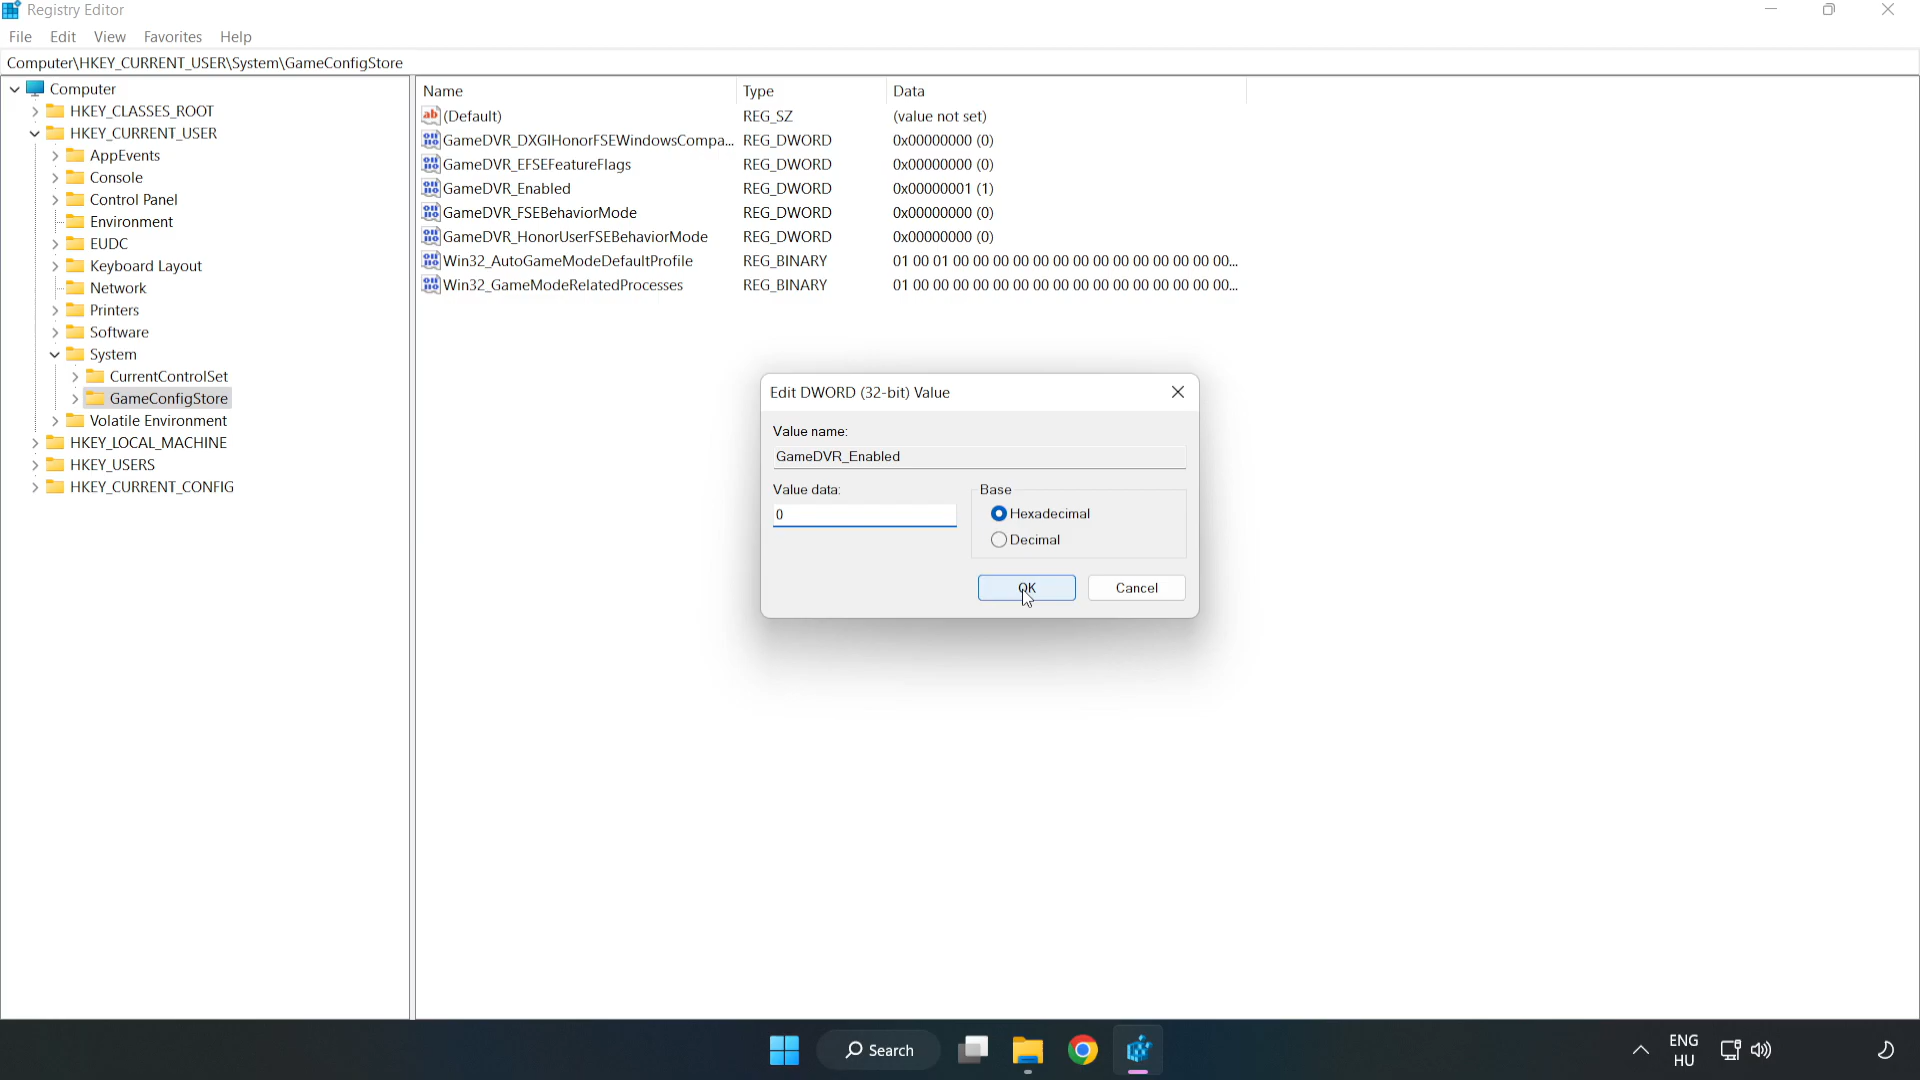 Registry Editor
File Edit View Favorites Help
Computer\HKEY_CURRENT_USER\System\GameConfigStore
Computer
HKEY_CLASSES_ROOT
HKEY_CURRENT_USER
AppEvents
Console
Control Panel
Environment
EUDC
Keyboard Layout
Network
Printers
Software
System
CurrentControlSet
GameConfigStore
Volatile Environment
HKEY_LOCAL_MACHINE
HKEY_USERS
HKEY_CURRENT_CONFIG
Name Type Data
(Default) REG_SZ (value not set)
GameDVR_DXGIHonorFSEWindowsCompa... REG_DWORD 0x00000000 (0)
GameDVR_EFSEFeatureFlags REG_DWORD 0x00000000 (0)
GameDVR_Enabled REG_DWORD 0x00000001 (1)
GameDVR_FSEBehaviorMode REG_DWORD 0x00000000 (0)
GameDVR_HonorUserFSEBehaviorMode REG_DWORD 0x00000000 (0)
Win32_AutoGameModeDefaultProfile REG_BINARY 01 00 01 00 00 00 00 00 00 00 00 00 00 00 00 00 00...
Win32_GameModeRelatedProcesses REG_BINARY 01 00 00 00 00 00 00 00 00 00 00 00 00 00 00 00 00...
Edit DWORD (32-bit) Value
Value name:
GameDVR_Enabled
Value data:
0
Base
Hexadecimal
Decimal
OK Cancel
Search
ENG
HU